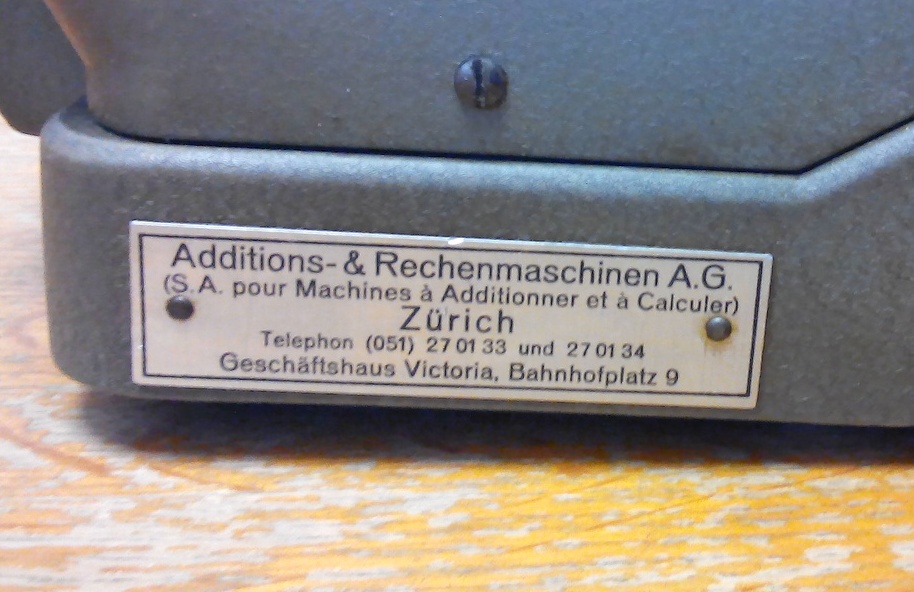 Additions- & Rechenmaschinen A.G.
(S.A. pour Machines à Additionner et à Calculer)
Zürich
Telephon (051) 27 01 33 und 27 01 34
Geschäftshaus Victoria, Bahnhofplatz 9